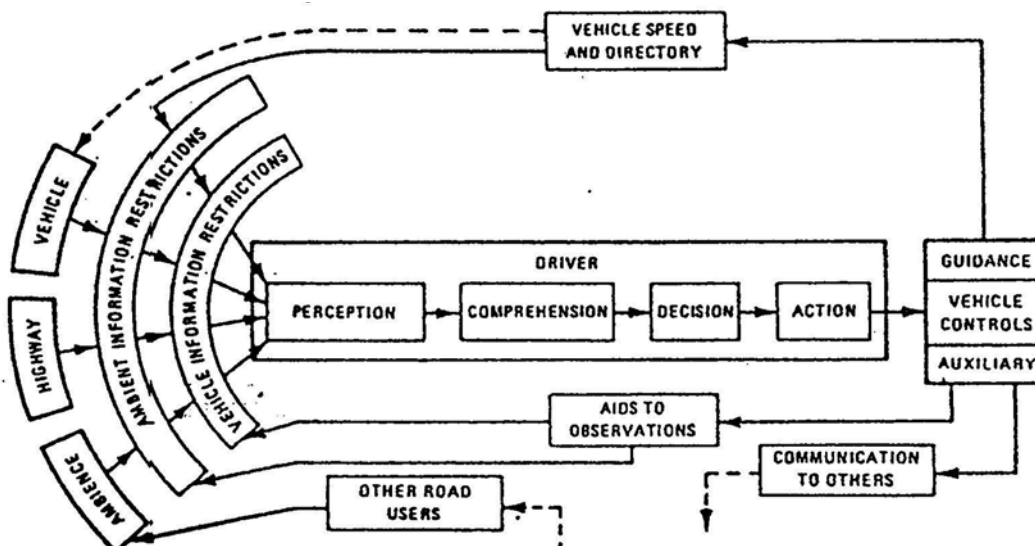 VEHICLE SPEED
AND DIRECTORY
VEHICLE
HIGHWAY
AMBIENCE
AMBIENT INFORMATION RESTRICTIONS
VEHICLE INFORMATION RESTRICTIONS
DRIVER
PERCEPTION
COMPREHENSION
DECISION
ACTION
GUIDANCE
VEHICLE
CONTROLS
AUXILIARY
AIDS TO
OBSERVATIONS
COMMUNICATION
TO OTHERS
OTHER ROAD
USERS